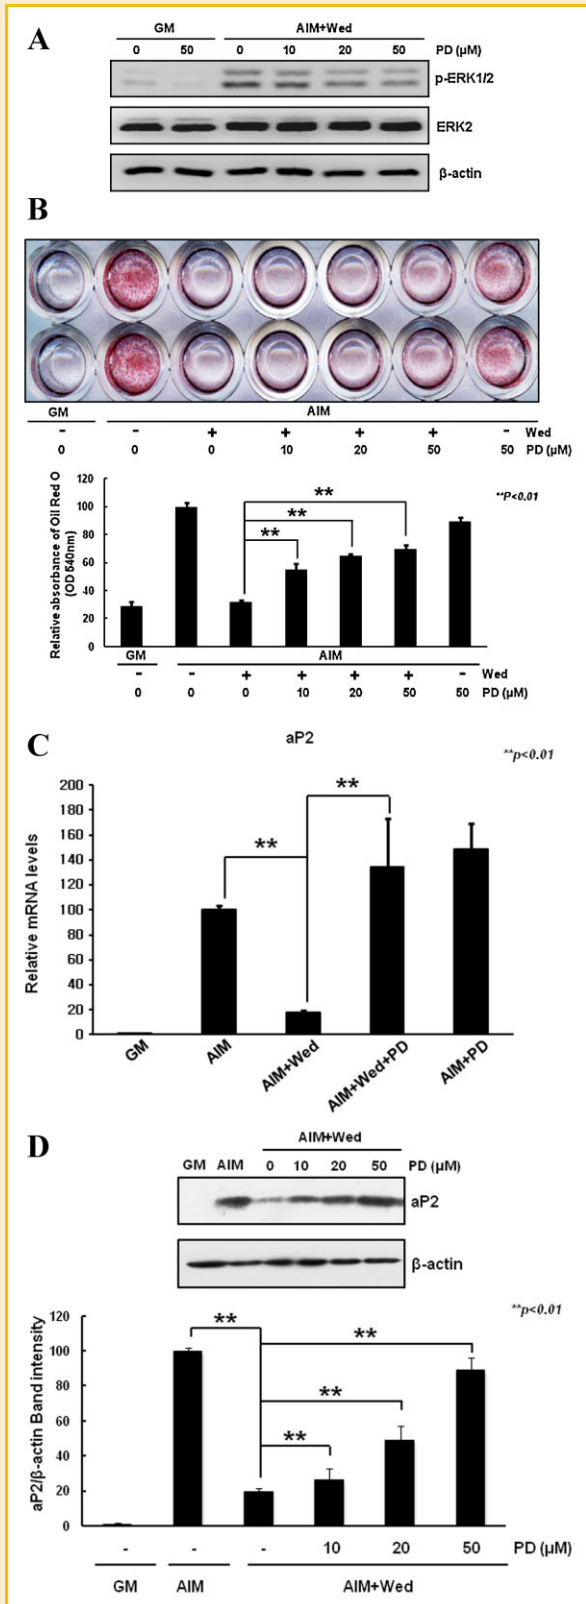 A
GM AIM+Wed
0 50 0 10 20 50 PD (µM)
p-ERK1/2
ERK2
β-actin
B
GM AIM
- - + + + + - Wed
0 0 0 10 20 50 50 PD (µM)
Relative absorbance of Oil Red O
(OD 540nm)
120
100
80
60
40
20
0
**P<0.01
**
**
**
GM AIM
- - + + + + - Wed
0 0 0 10 20 50 50 PD (µM)
C
aP2
**p<0.01
Relative mRNA levels
200
180
160
140
120
100
80
60
40
20
0
**
**
GM AIM AIM+Wed AIM+Wed+PD AIM+PD
D
AIM+Wed
GM AIM 0 10 20 50 PD (µM)
aP2
β-actin
**p<0.01
aP2/β-actin Band intensity
120
100
80
60
40
20
0
**
**
**
**
- - - 10 20 50 PD (µM)
GM AIM AIM+Wed